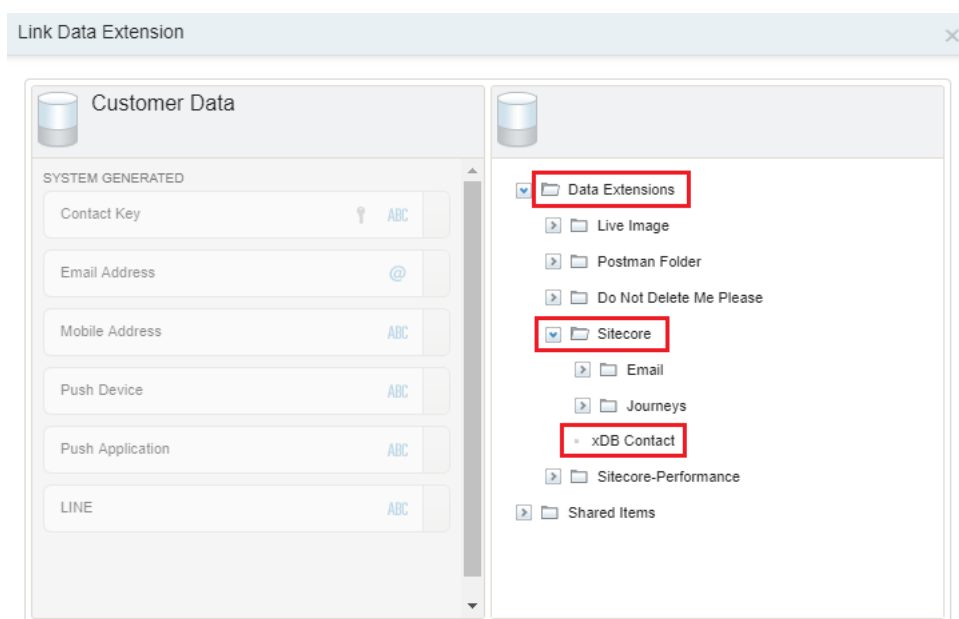 Link Data Extension
Customer Data
SYSTEM GENERATED
Contact Key ABC
Email Address @
Mobile Address ABC
Push Device ABC
Push Application ABC
LINE ABC
Data Extensions
Live Image
Postman Folder
Do Not Delete Me Please
Sitecore
Email
Journeys
xDB Contact
Sitecore-Performance
Shared Items